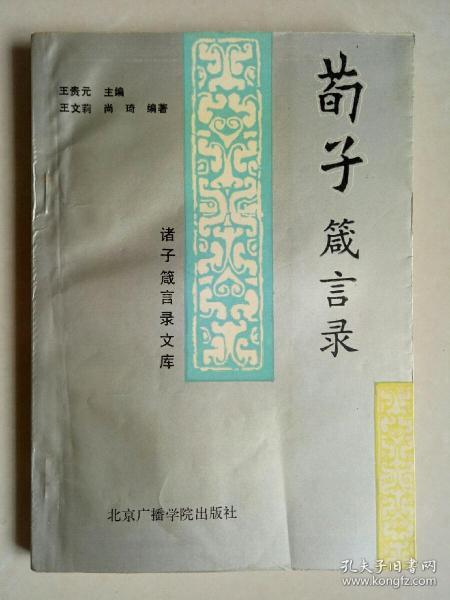 荀子箴言录
王贵元 主编
王文莉 尚琦 编著
诸子箴言录文库
北京广播学院出版社
孔夫子旧书网
www.kongfz.com